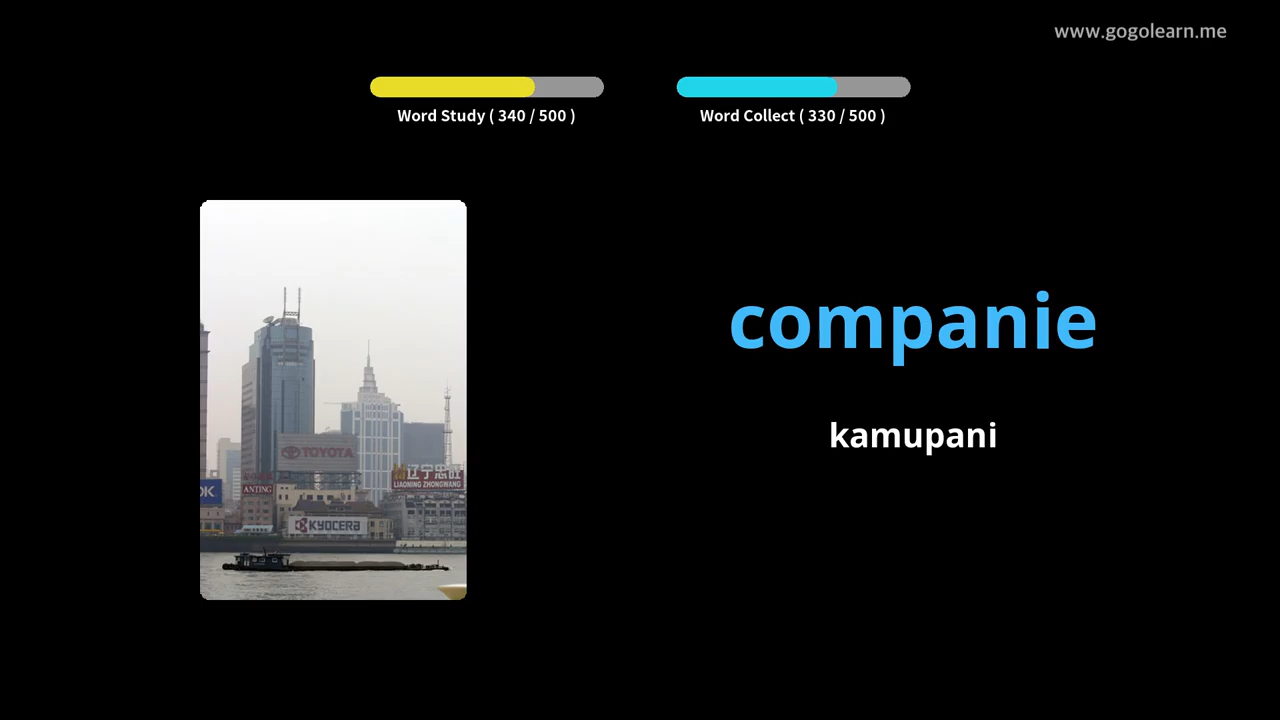 www.gogolearn.me
Word Study ( 340 / 500 )
Word Collect ( 330 / 500 )
companie
kamupani
TOYOTA
辽宁忠旺
LIAONING ZHONGWANG
OK
ANTING
KYOCERA